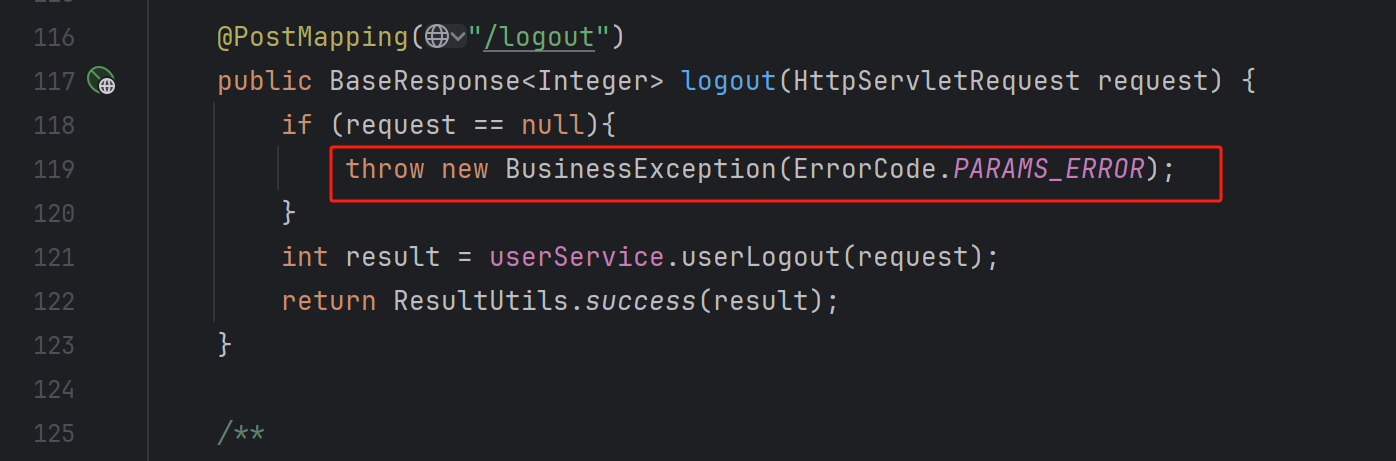 116 @PostMapping("/logout")
117 public BaseResponse<Integer> logout(HttpServletRequest request) {
118 if (request == null){
119 throw new BusinessException(ErrorCode.PARAMS_ERROR);
120 }
121 int result = userService.userLogout(request);
122 return ResultUtils.success(result);
123 }
124
125 /**